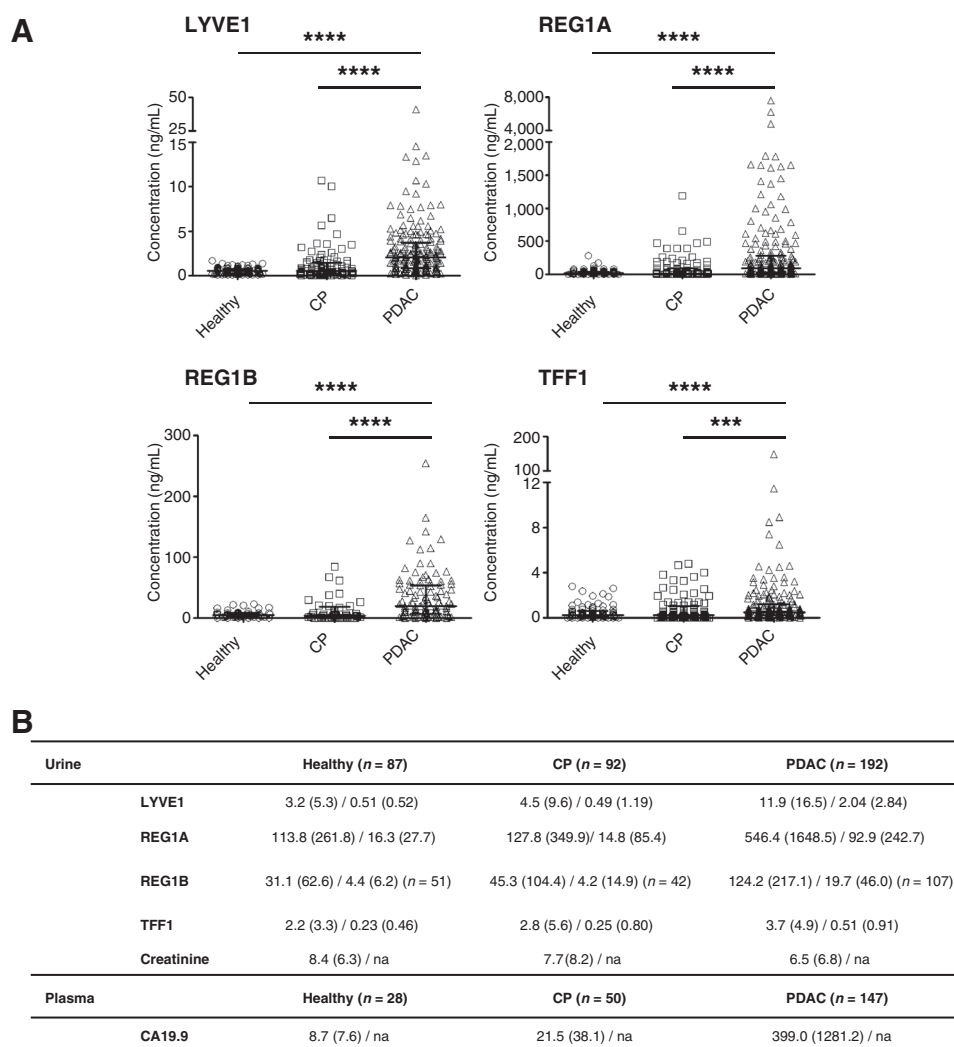 A
LYVE1
****
****
Concentration (ng/mL)
50
25
15
10
5
0
Healthy
CP
PDAC
REG1A
****
****
Concentration (ng/mL)
8,000
4,000
2,000
1,500
1,000
500
0
Healthy
CP
PDAC
REG1B
****
****
Concentration (ng/mL)
300
200
100
0
Healthy
CP
PDAC
TFF1
****
***
Concentration (ng/mL)
200
100
12
8
4
0
Healthy
CP
PDAC
B
Urine Healthy (n = 87) CP (n = 92) PDAC (n = 192)
LYVE1 3.2 (5.3) / 0.51 (0.52) 4.5 (9.6) / 0.49 (1.19) 11.9 (16.5) / 2.04 (2.84)
REG1A 113.8 (261.8) / 16.3 (27.7) 127.8 (349.9)/ 14.8 (85.4) 546.4 (1648.5) / 92.9 (242.7)
REG1B 31.1 (62.6) / 4.4 (6.2) (n = 51) 45.3 (104.4) / 4.2 (14.9) (n = 42) 124.2 (217.1) / 19.7 (46.0) (n = 107)
TFF1 2.2 (3.3) / 0.23 (0.46) 2.8 (5.6) / 0.25 (0.80) 3.7 (4.9) / 0.51 (0.91)
Creatinine 8.4 (6.3) / na 7.7(8.2) / na 6.5 (6.8) / na
Plasma Healthy (n = 28) CP (n = 50) PDAC (n = 147)
CA19.9 8.7 (7.6) / na 21.5 (38.1) / na 399.0 (1281.2) / na